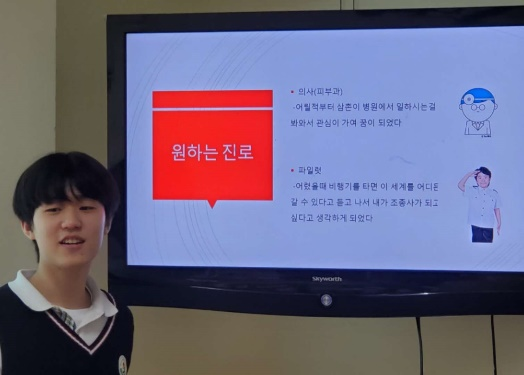 원하는 진로
• 의사(피부과)
-어릴적부터 삼촌이 병원에서 일하시는걸
봐와서 관심이 가여 꿈이 되었다
• 파일럿
-어렸을때 비행기를 타면 이 세계를 어디든
갈 수 있다고 듣고 나서 내가 조종사가 되고
싶다고 생각하게 되었다
Skyworth